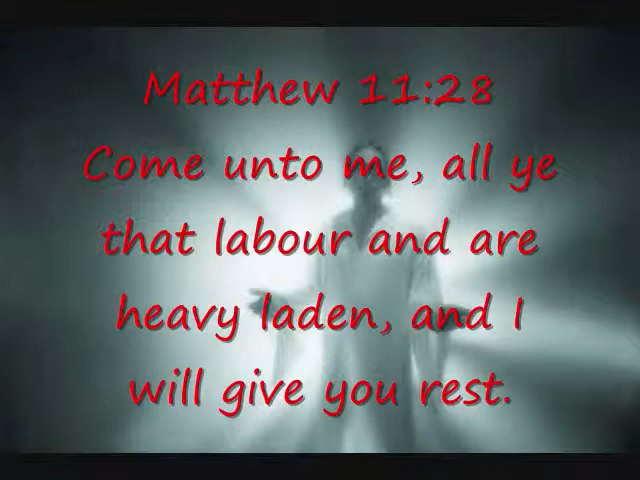 Matthew 11:28
Come unto me, all ye
that labour and are
heavy laden, and I
will give you rest.